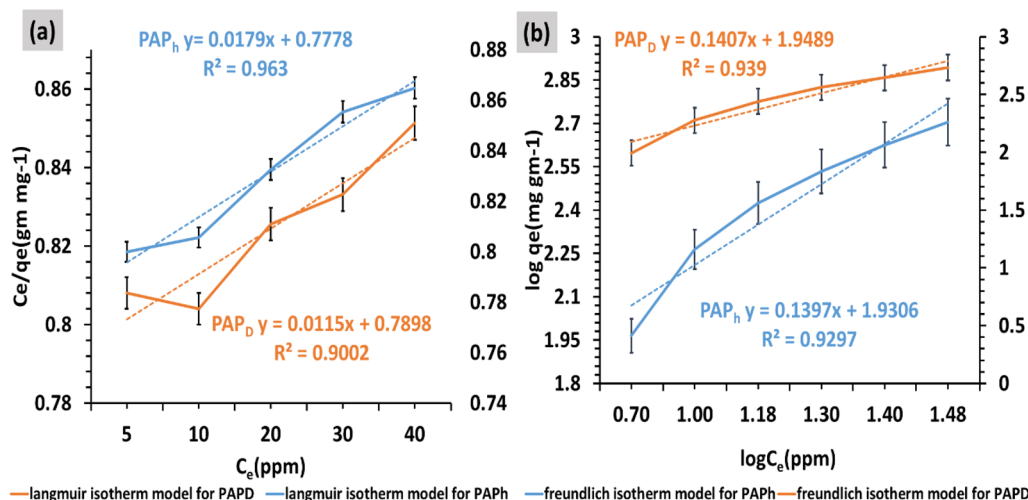 (a)
PAPh y= 0.0179x + 0.7778
R² = 0.963
0.86
0.84
0.82
0.8
0.78
Ce/qe(gm mg-1)
0.88
0.86
0.84
0.82
0.8
0.78
0.76
0.74
PAPD y = 0.0115x + 0.7898
R² = 0.9002
5 10 20 30 40
Ce(ppm)
(b)
PAPD y = 0.1407x + 1.9489
R² = 0.939
3
2.85
2.7
2.55
2.4
2.25
2.1
1.95
1.8
log qe(mg gm-1)
3
2.5
2
1.5
1
0.5
0
PAPh y = 0.1397x + 1.9306
R² = 0.9297
0.70 1.00 1.18 1.30 1.40 1.48
logCe(ppm)
langmuir isotherm model for PAPD langmuir isotherm model for PAPh freundlich isotherm model for PAPh freundlich isotherm model for PAPD